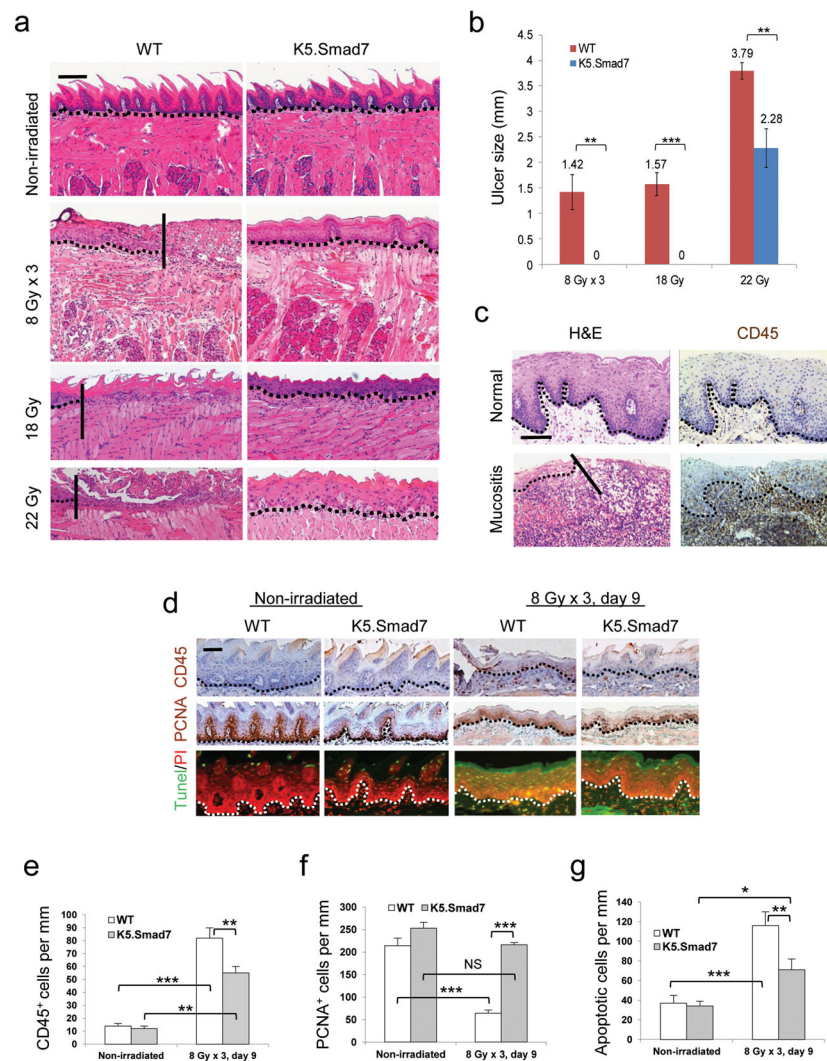 a
WT K5.Smad7
Non-irradiated
8 Gy x 3
18 Gy
22 Gy
b
Ulcer size (mm)
4.5
4
3.5
3
2.5
2
1.5
1
0.5
0
WT
K5.Smad7
**
***
**
1.42
0
1.57
0
3.79
2.28
8 Gy x 3 18 Gy 22 Gy
c
H&E CD45
Normal
Mucositis
d
Non-irradiated 8 Gy x 3, day 9
WT K5.Smad7 WT K5.Smad7
CD45
PCNA
Tunel/PI
e
CD45+ cells per mm
100
90
80
70
60
50
40
30
20
10
0
WT
K5.Smad7
**
***
**
Non-irradiated 8 Gy x 3, day 9
f
PCNA+ cells per mm
300
250
200
150
100
50
0
WT K5.Smad7
***
NS
***
Non-irradiated 8 Gy x 3, day 9
g
Apoptotic cells per mm
140
120
100
80
60
40
20
0
WT
K5.Smad7
*
**
***
Non-irradiated 8 Gy x 3, day 9